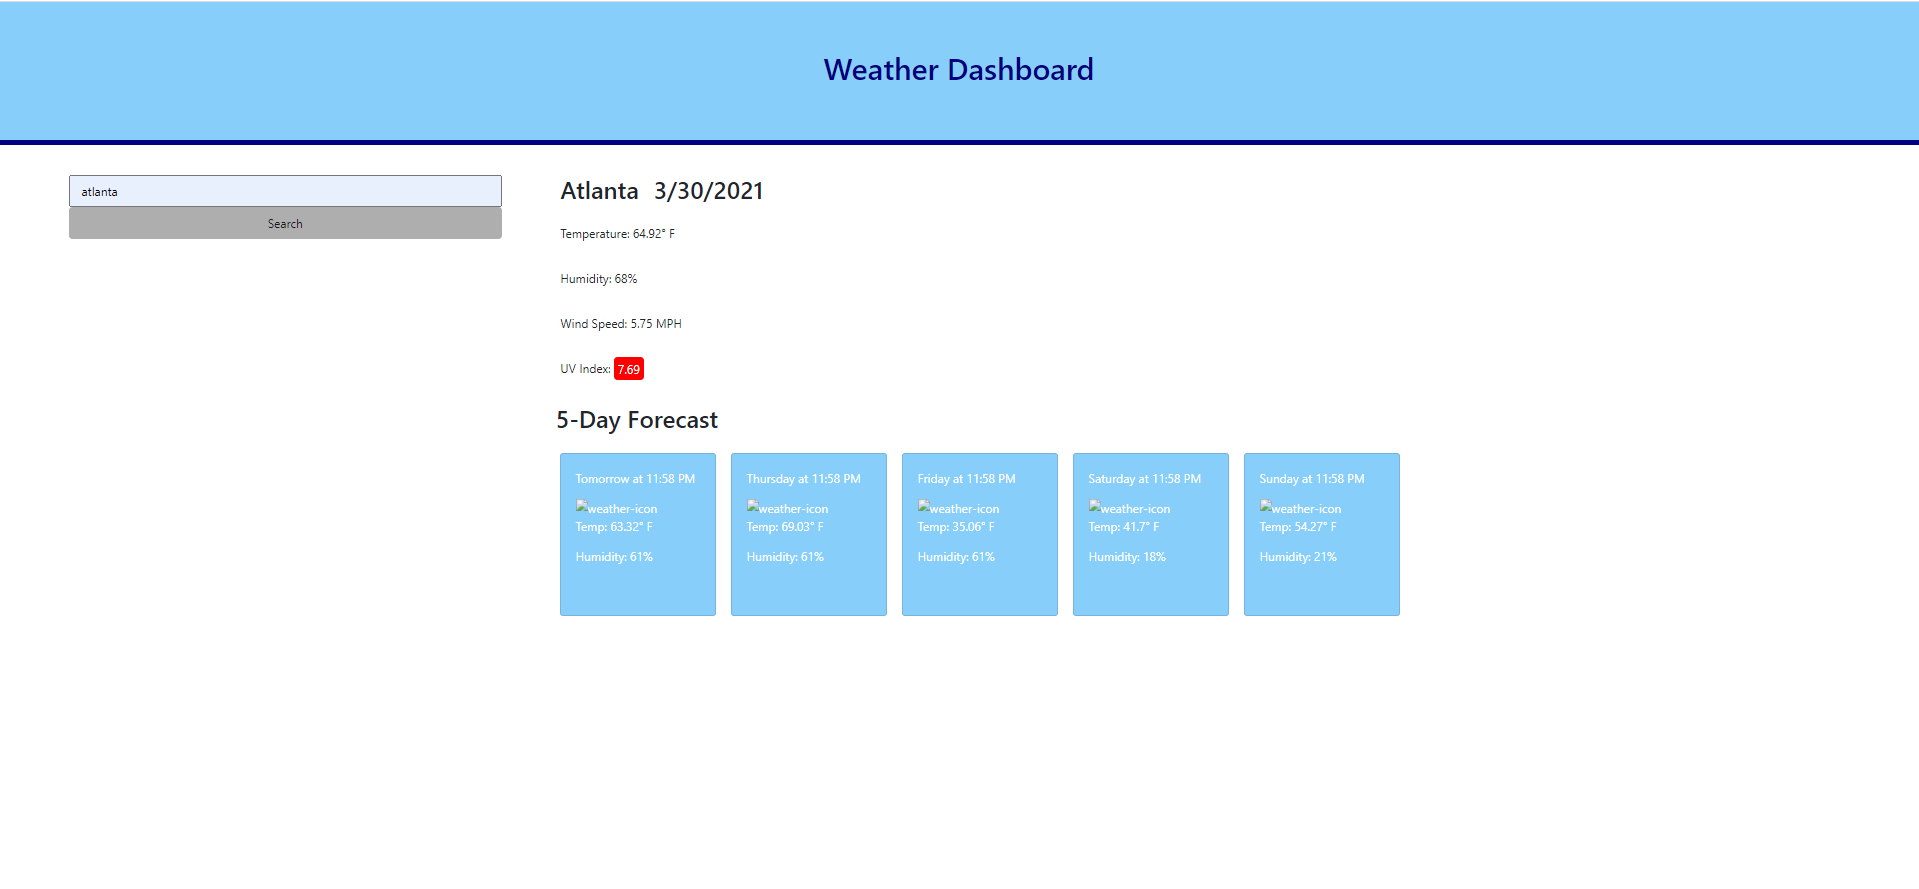 Weather Dashboard
atlanta
Search
Atlanta 3/30/2021
Temperature: 64.92° F
Humidity: 68%
Wind Speed: 5.75 MPH
UV Index: 7.69
5-Day Forecast
Tomorrow at 11:58 PM
weather-icon
Temp: 63.32° F
Humidity: 61%
Thursday at 11:58 PM
weather-icon
Temp: 69.03° F
Humidity: 61%
Friday at 11:58 PM
weather-icon
Temp: 35.06° F
Humidity: 61%
Saturday at 11:58 PM
weather-icon
Temp: 41.7° F
Humidity: 18%
Sunday at 11:58 PM
weather-icon
Temp: 54.27° F
Humidity: 21%